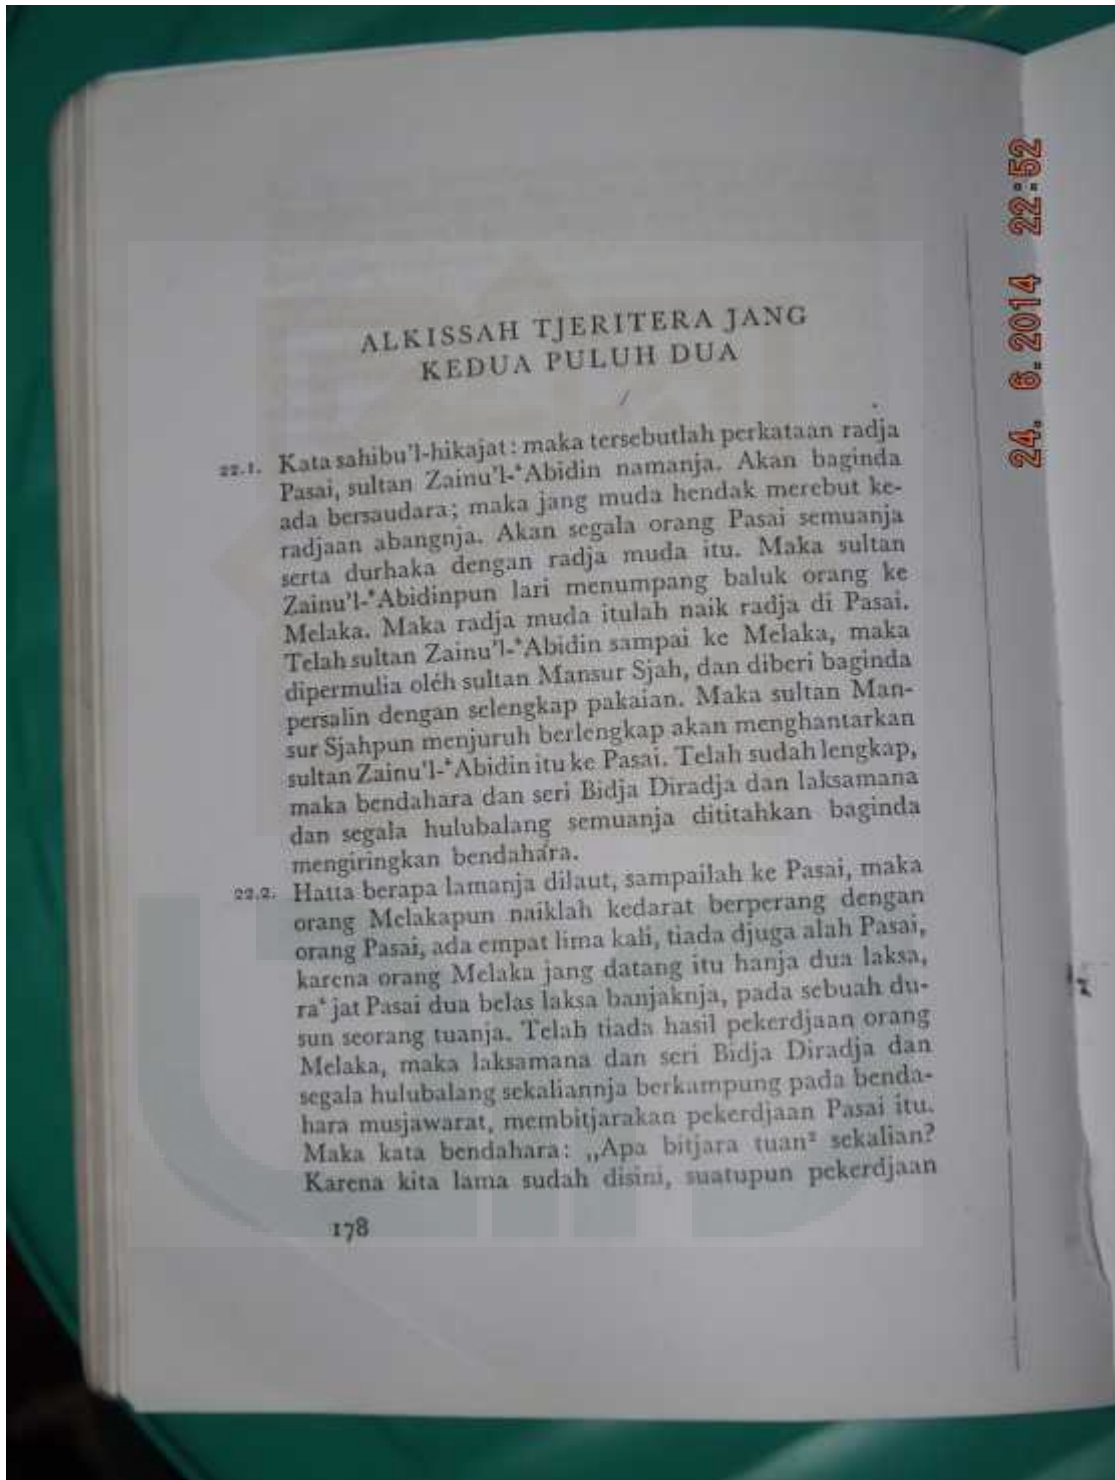 ALKISSAH TJERITERA JANG
KEDUA PULUH DUA
22.1. Kata sahibu'l-hikajat: maka tersebutlah perkataan radja
Pasai, sultan Zainu'l-‘Abidin namanja. Akan baginda
ada bersaudara; maka jang muda hendak merebut ke-
radjaan abangnja. Akan segala orang Pasai semuanja
serta durhaka dengan radja muda itu. Maka sultan
Zainu'l-‘Abidinpun lari menumpang baluk orang ke
Melaka. Maka radja muda itulah naik radja di Pasai.
Telah sultan Zainu'l-‘Abidin sampai ke Melaka, maka
dipermulia oléh sultan Mansur Sjah, dan diberi baginda
persalin dengan selengkap pakaian. Maka sultan Man-
sur Sjahpun menjuruh berlengkap akan menghantarkan
sultan Zainu'l-‘Abidin itu ke Pasai. Telah sudah lengkap,
maka bendahara dan seri Bidja Diradja dan laksamana
dan segala hulubalang semuanja dititahkan baginda
mengiringkan bendahara.
22.2. Hatta berapa lamanja dilaut, sampailah ke Pasai, maka
orang Melakapun naiklah kedarat berperang dengan
orang Pasai, ada empat lima kali, tiada djuga alah Pasai,
karena orang Melaka jang datang itu hanja dua laksa,
ra‘jat Pasai dua belas laksa banjaknja, pada sebuah du-
sun seorang tuanja. Telah tiada hasil pekerdjaan orang
Melaka, maka laksamana dan seri Bidja Diradja dan
segala hulubalang sekaliannja berkampung pada benda-
hara musjawarat, membitjarakan pekerdjaan Pasai itu.
Maka kata bendahara: „Apa bitjara tuan² sekalian?
Karena kita lama sudah disini, suatupun pekerdjaan
178
24. 6. 2014 22:52